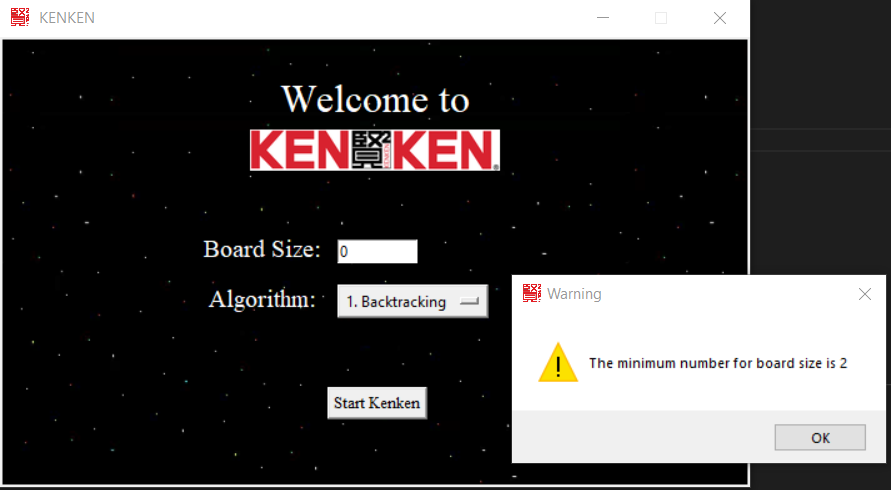 KENKEN
Welcome to
KEN賢KEN®
Board Size: 0
Algorithm: 1. Backtracking
Start Kenken
Warning
The minimum number for board size is 2
OK